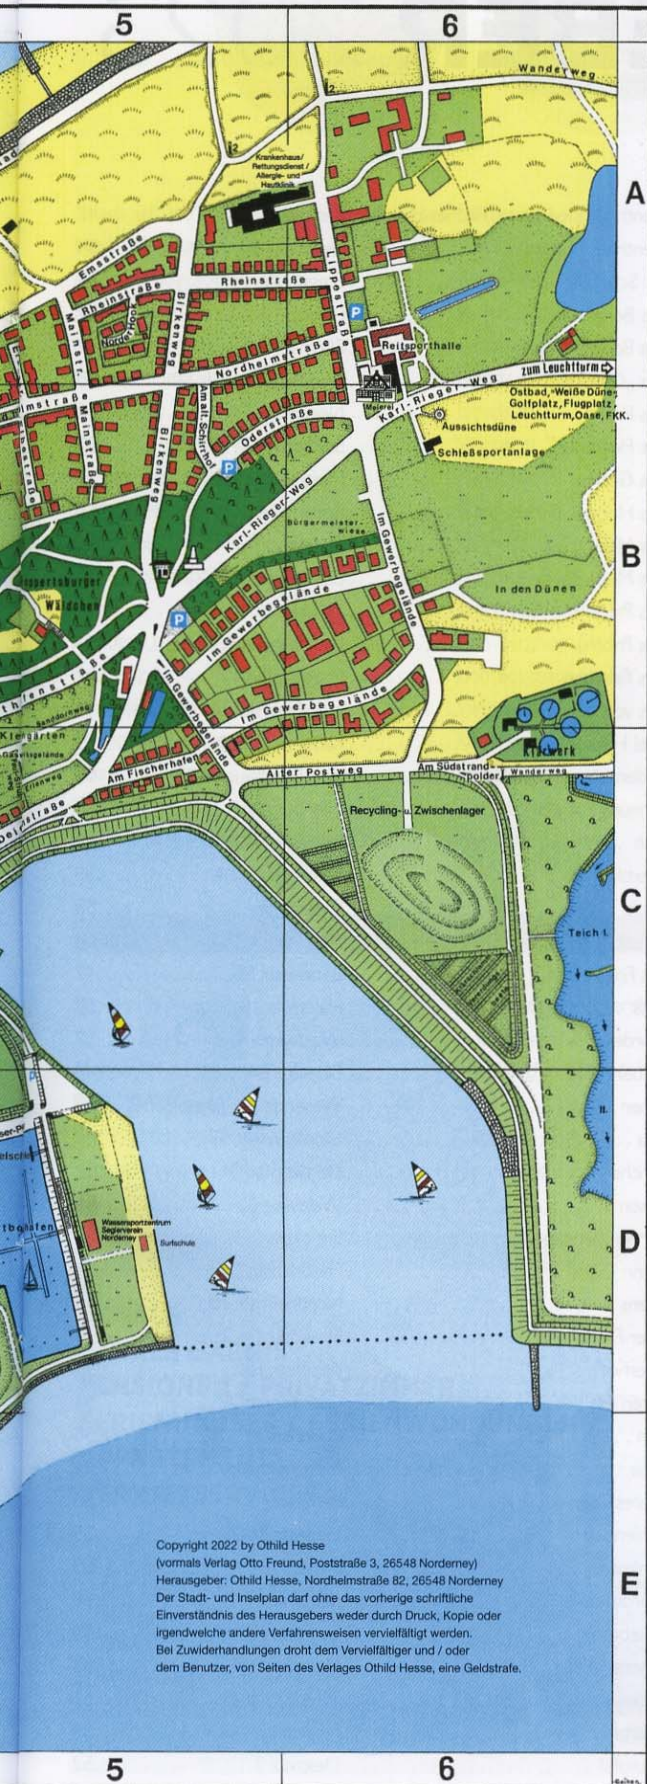 5
6
Wanderweg
A
Krankenhaus/
Rettungsdienst/
Allergie- und
Hautklinik
Emsstraße
Rheinstraße
Rheinstraße
Lippestraße
Mainstr.
Birkenweg
P
Nordhelmstraße
Reitsporthalle
zum Leuchtturm
Meierei
Karl-Rieger-Weg
Ostbad, "Weiße Düne",
Golfplatz, Flugplatz,
Leuchtturm, Oase, FKK.
Mainstraße
Oderstraße
Aussichtsdüne
Schießsportanlage
Birkenweg
P
Karl-Rieger-Weg
Bürgermeister-
wiese
Im Gewerbegelände
B
In den Dünen
Wäldchen
P
Im Gewerbegelände
Im Gewerbegelände
Im Gewerbegelände
Sanddornweg
Klärwerk
Am Fischerhafen
Alter Postweg
Am Südstrand-
polder
Wanderweg
Recycling- u. Zwischenlager
C
Teich I.
II.
D
Wassersportzentrum
Seglerverein
Norderney
Surfschule
Copyright 2022 by Othild Hesse
(vormals Verlag Otto Freund, Poststraße 3, 26548 Norderney)
Herausgeber: Othild Hesse, Nordhelmstraße 82, 26548 Norderney
Der Stadt- und Inselplan darf ohne das vorherige schriftliche
Einverständnis des Herausgebers weder durch Druck, Kopie oder
irgendwelche andere Verfahrensweisen vervielfältigt werden.
Bei Zuwiderhandlungen droht dem Vervielfältiger und / oder
dem Benutzer, von Seiten des Verlages Othild Hesse, eine Geldstrafe.
E
5
6